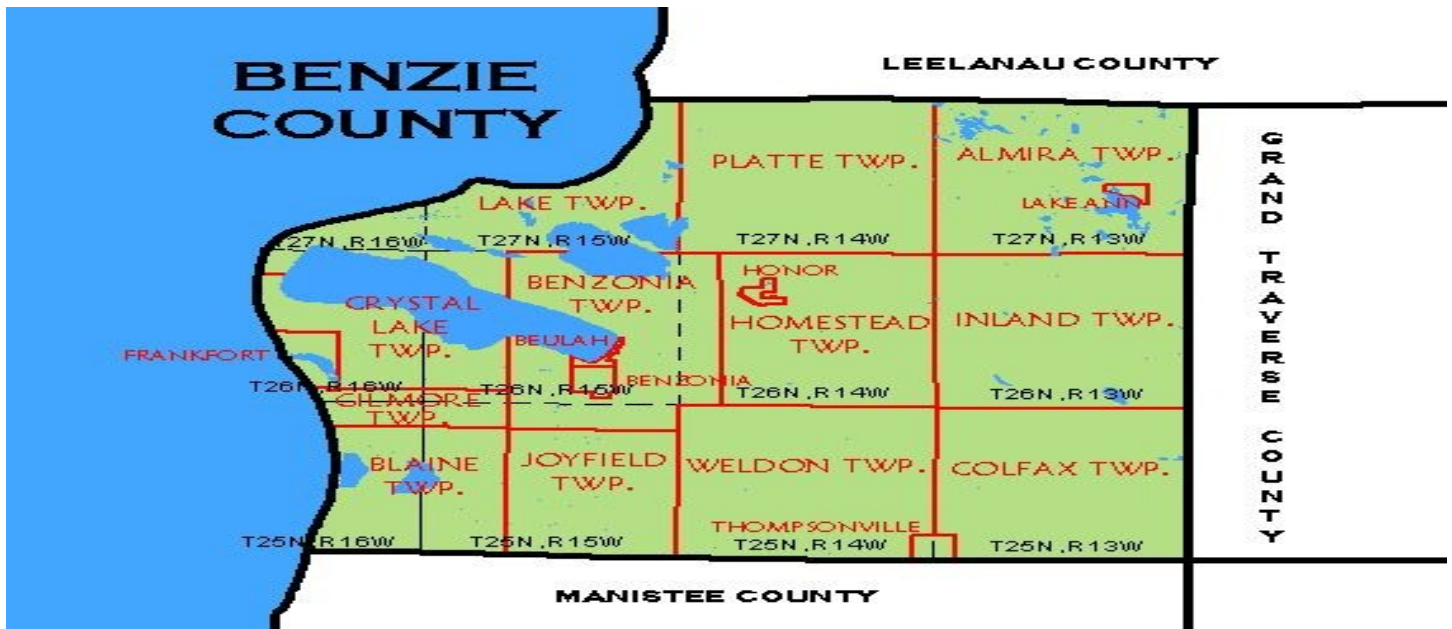 BENZIE
COUNTY
LEELANAU COUNTY
GRAND TRAVERSE COUNTY
PLATTE TWP.
ALMIRA TWP.
LAKE TWP.
LAKE ANN
T27N,R16W
T27N,R15W
T27N,R14W
T27N,R13W
BENZONIA
TWP.
HONOR
CRYSTAL
LAKE
TWP.
HOMESTEAD
TWP.
INLAND TWP.
BEULAH
FRANKFORT
BENZONIA
T26N,R16W
T26N,R15W
T26N,R14W
T26N,R13W
GILMORE
TWP.
BLAINE
TWP.
JOYFIELD
TWP.
WELDON TWP.
COLFAX TWP.
THOMPSONVILLE
T25N,R16W
T25N,R15W
T25N,R14W
T25N,R13W
MANISTEE COUNTY